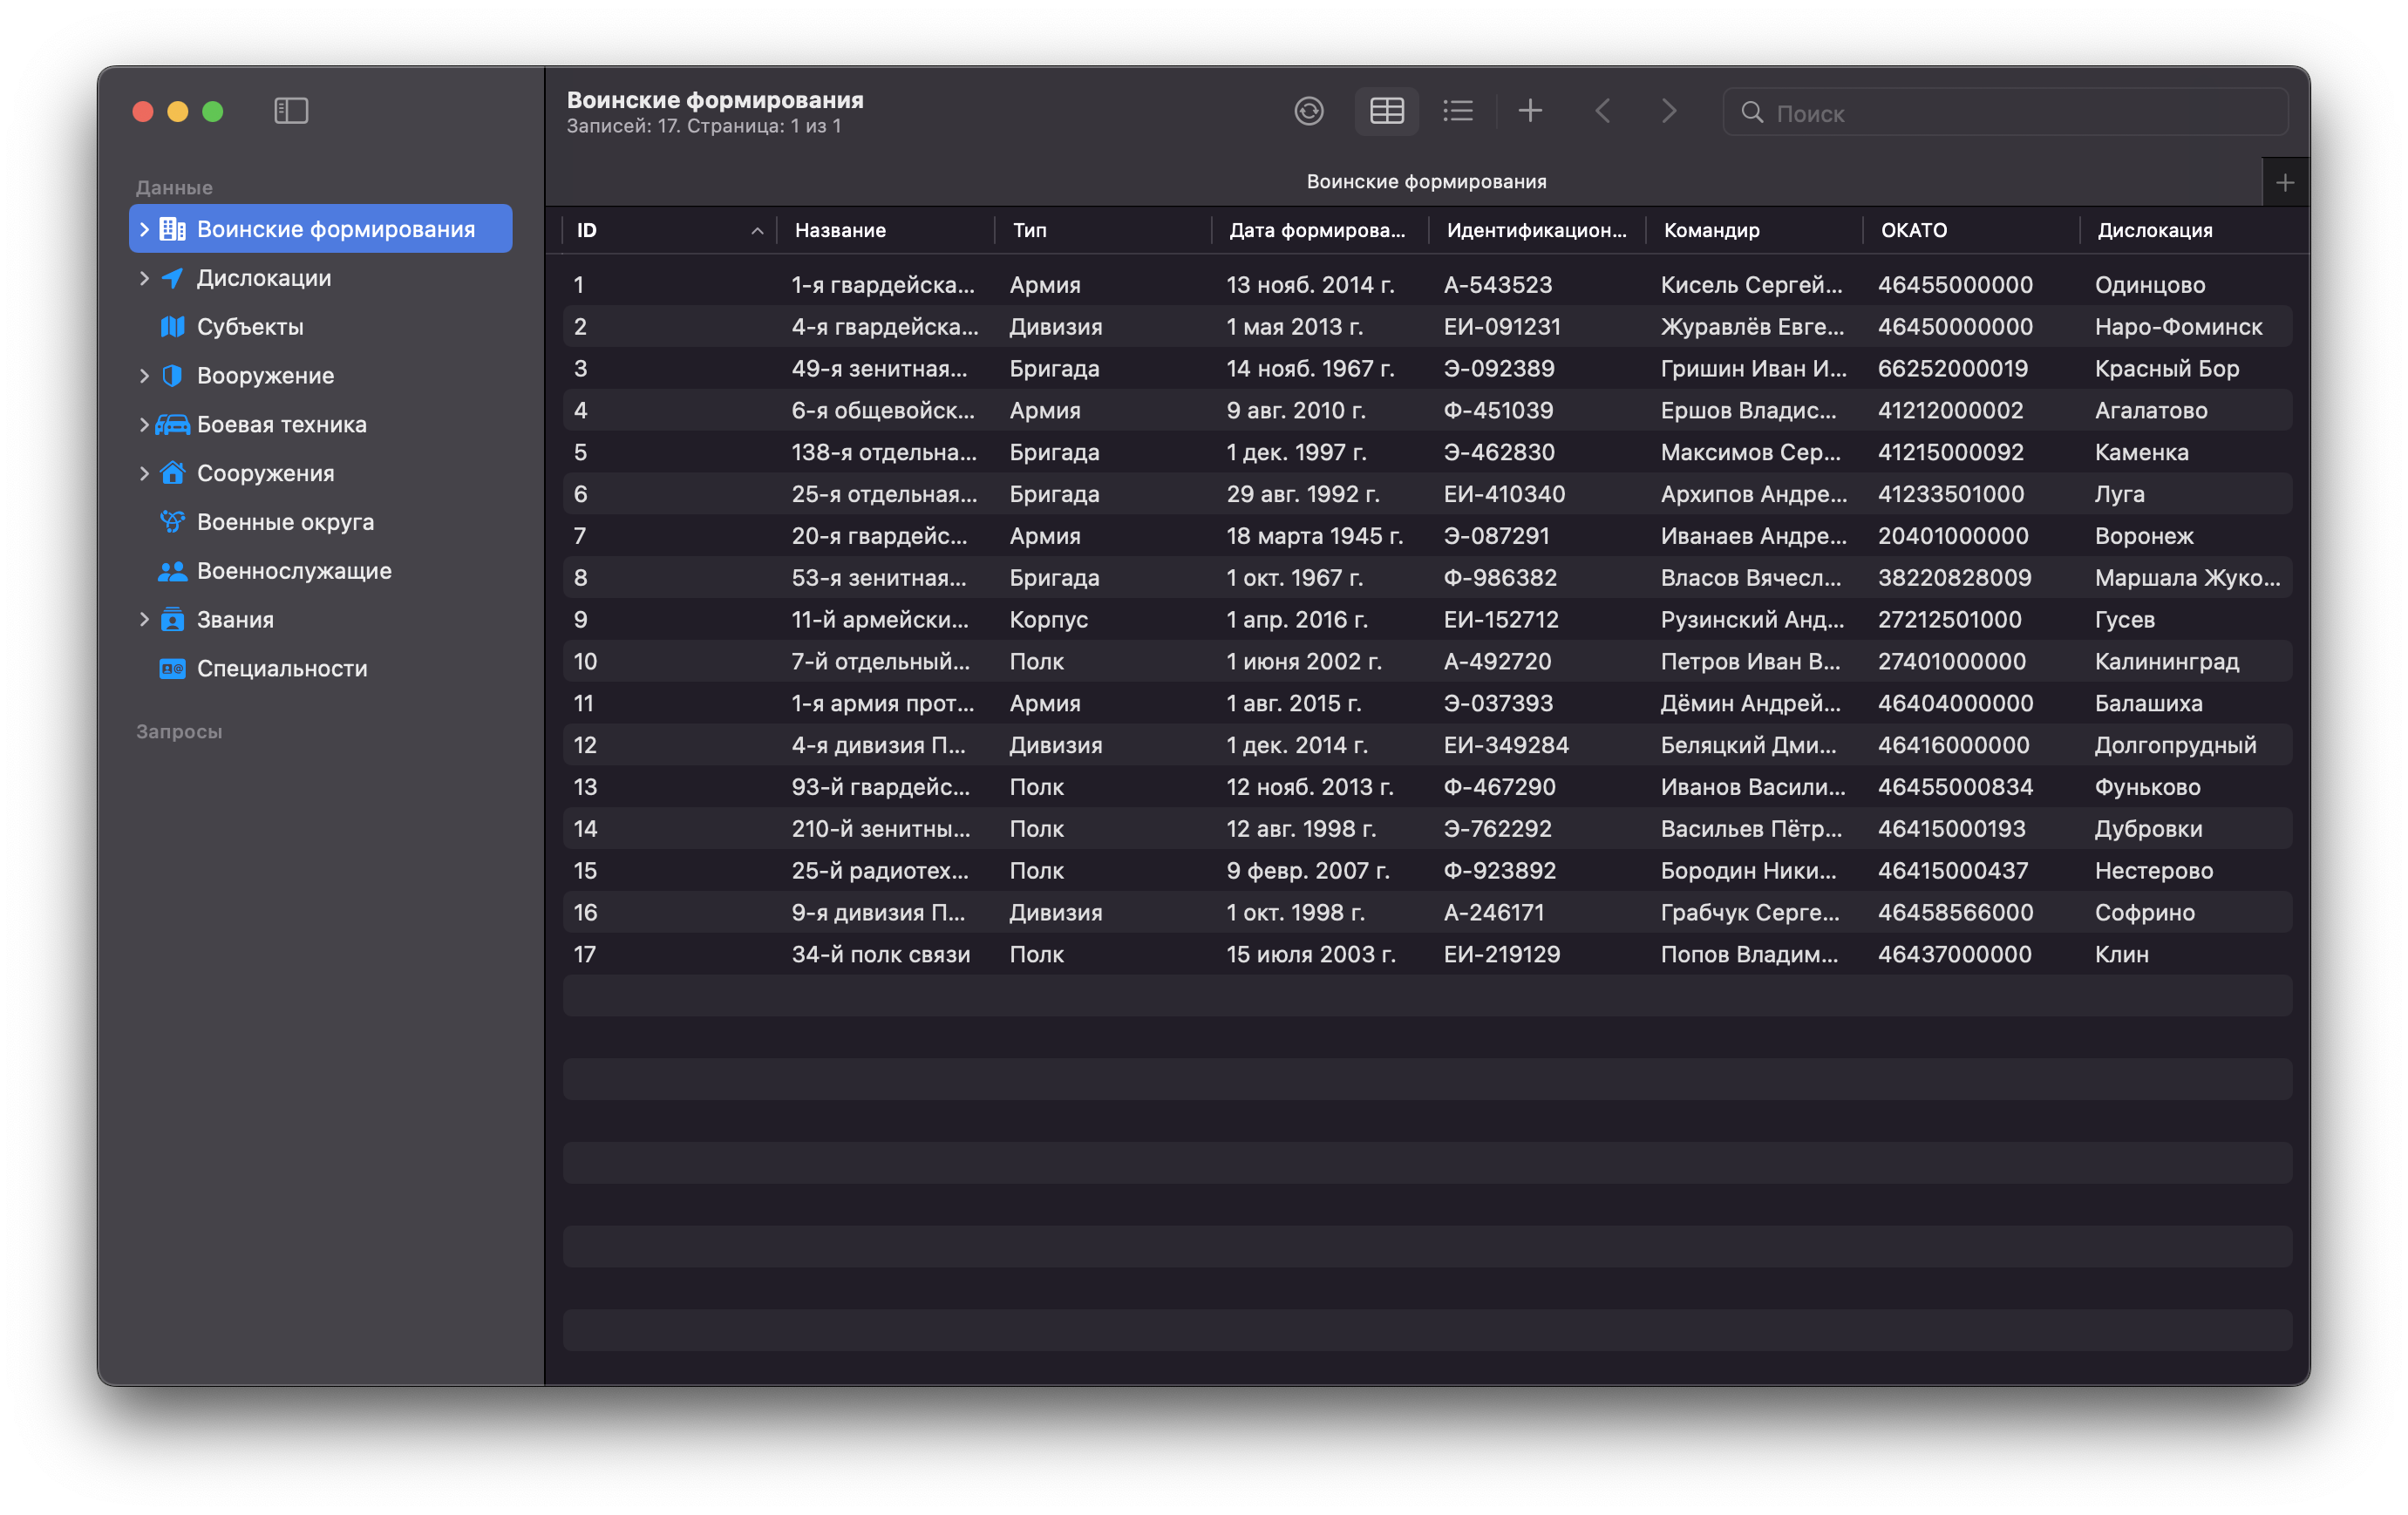 Данные
Воинские формирования
Дислокации
Субъекты
Вооружение
Боевая техника
Сооружения
Военные округа
Военнослужащие
Звания
Специальности
Запросы
Воинские формирования
Записей: 17. Страница: 1 из 1
Поиск
Воинские формирования
ID Название Тип Дата формирова... Идентификацион... Командир ОКАТО Дислокация
1 1-я гвардейска... Армия 13 нояб. 2014 г. А-543523 Кисель Сергей... 46455000000 Одинцово
2 4-я гвардейска... Дивизия 1 мая 2013 г. ЕИ-091231 Журавлёв Евге... 46450000000 Наро-Фоминск
3 49-я зенитная... Бригада 14 нояб. 1967 г. Э-092389 Гришин Иван И... 66252000019 Красный Бор
4 6-я общевойск... Армия 9 авг. 2010 г. Ф-451039 Ершов Владис... 41212000002 Агалатово
5 138-я отдельна... Бригада 1 дек. 1997 г. Э-462830 Максимов Сер... 41215000092 Каменка
6 25-я отдельная... Бригада 29 авг. 1992 г. ЕИ-410340 Архипов Андре... 41233501000 Луга
7 20-я гвардейс... Армия 18 марта 1945 г. Э-087291 Иванаев Андре... 20401000000 Воронеж
8 53-я зенитная... Бригада 1 окт. 1967 г. Ф-986382 Власов Вячесл... 38220828009 Маршала Жуко...
9 11-й армейски... Корпус 1 апр. 2016 г. ЕИ-152712 Рузинский Анд... 27212501000 Гусев
10 7-й отдельный... Полк 1 июня 2002 г. А-492720 Петров Иван В... 27401000000 Калининград
11 1-я армия прот... Армия 1 авг. 2015 г. Э-037393 Дёмин Андрей... 46404000000 Балашиха
12 4-я дивизия П... Дивизия 1 дек. 2014 г. ЕИ-349284 Беляцкий Дми... 46416000000 Долгопрудный
13 93-й гвардейс... Полк 12 нояб. 2013 г. Ф-467290 Иванов Васили... 46455000834 Фуньково
14 210-й зенитны... Полк 12 авг. 1998 г. Э-762292 Васильев Пётр... 46415000193 Дубровки
15 25-й радиотех... Полк 9 февр. 2007 г. Ф-923892 Бородин Ники... 46415000437 Нестерово
16 9-я дивизия П... Дивизия 1 окт. 1998 г. А-246171 Грабчук Серге... 46458566000 Софрино
17 34-й полк связи Полк 15 июля 2003 г. ЕИ-219129 Попов Владим... 46437000000 Клин